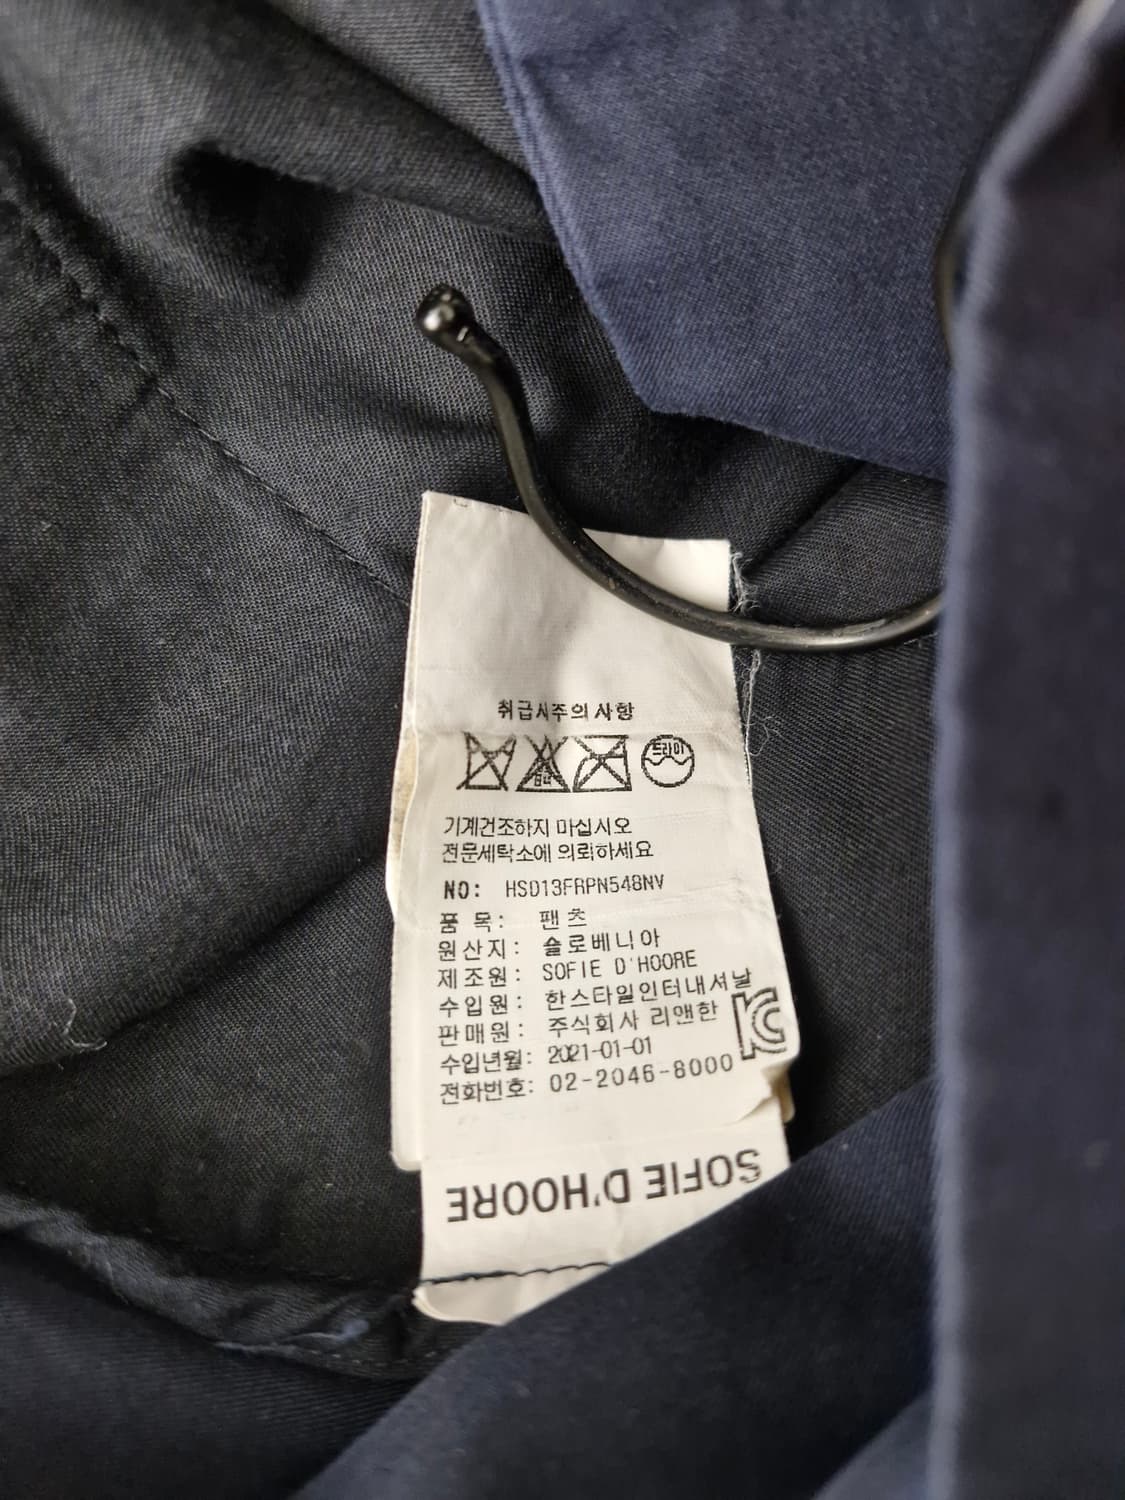 취급시주의사항
드라이
기계건조하지 마십시오
전문세탁소에 의뢰하세요
NO: HSD13FRPN548NV
품 목: 팬츠
원산지: 슬로베니아
제조원: SOFIE D'HOORE
수입원: 한스타일인터내셔날
판매원: 주식회사 리앤한
수입년월: 2021-01-01
전화번호: 02-2046-8000
SOFIE D'HOORE